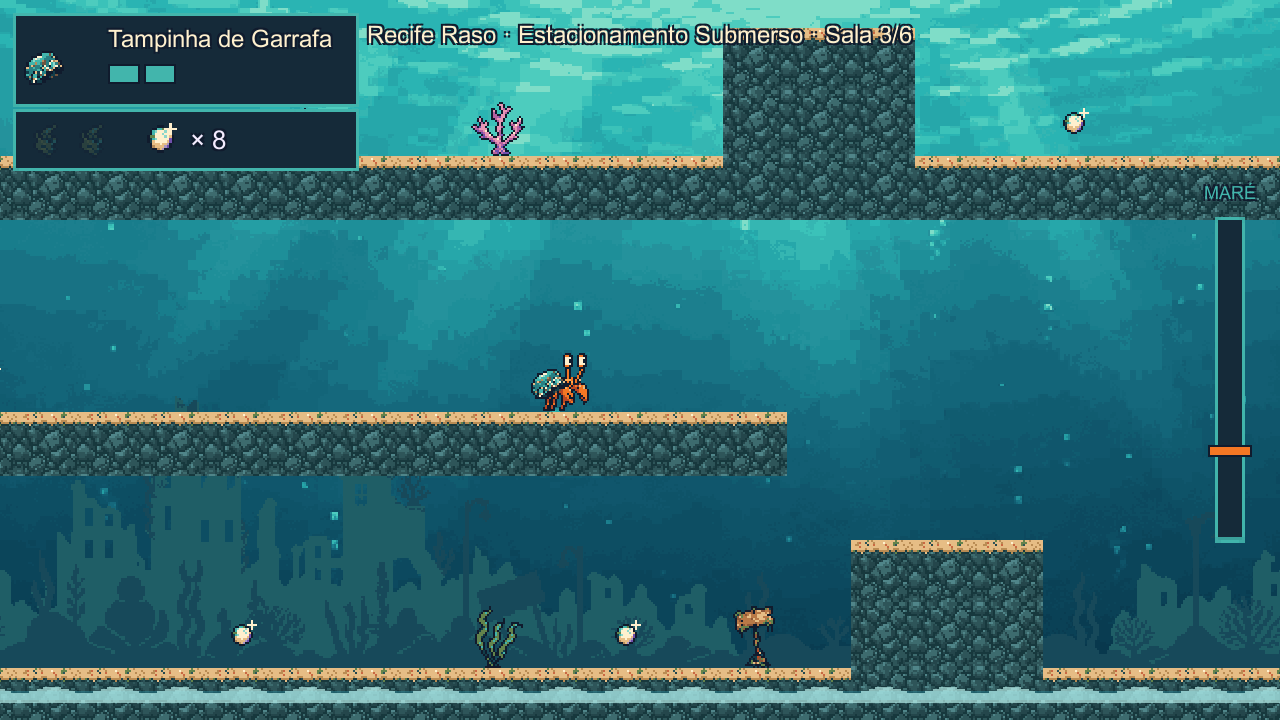 Tampinha de Garrafa
Recife Raso · Estacionamento Submerso · Sala 3/6
× 8
MARÉ